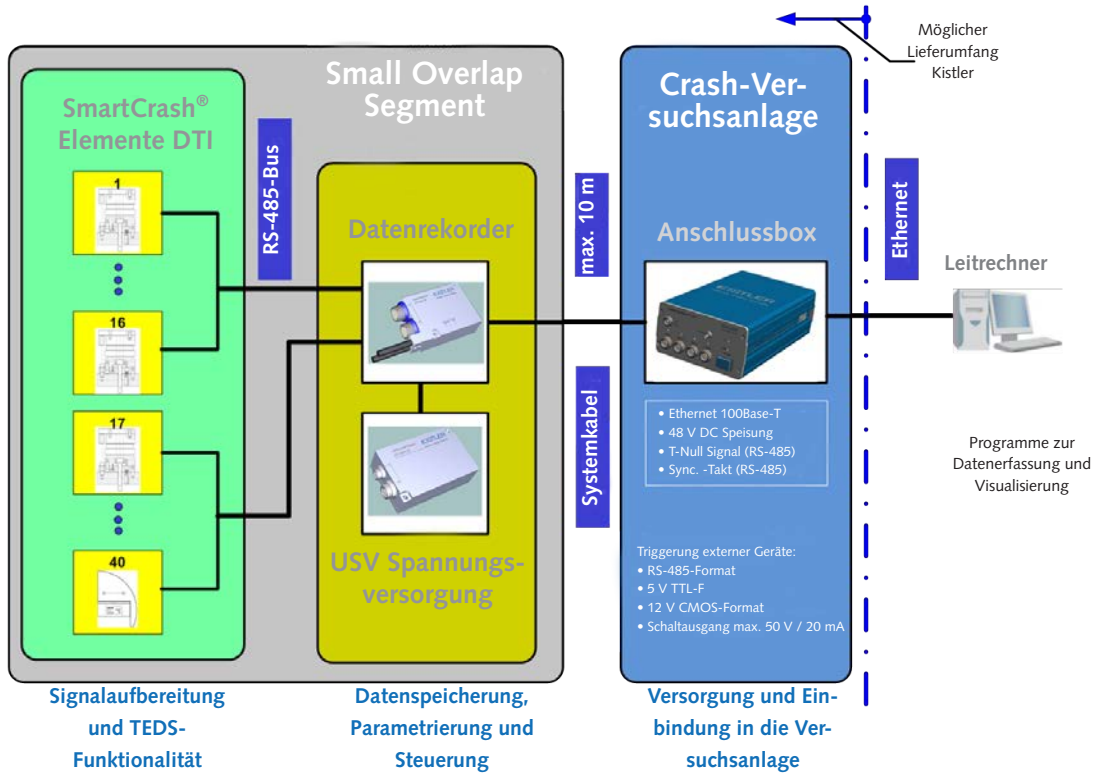 Möglicher
Lieferumfang
Kistler
Small Overlap
Segment
SmartCrash®
Elemente DTI
1
16
17
40
RS-485-Bus
Datenrekorder
USV Spannungs-
versorgung
max. 10 m
Systemkabel
Crash-Ver-
suchsanlage
Anschlussbox
KISTLER
• Ethernet 100Base-T
• 48 V DC Speisung
• T-Null Signal (RS-485)
• Sync. -Takt (RS-485)
Triggerung externer Geräte:
• RS-485-Format
• 5 V TTL-F
• 12 V CMOS-Format
• Schaltausgang max. 50 V / 20 mA
Ethernet
Leitrechner
Programme zur
Datenerfassung und
Visualisierung
Signalaufbereitung
und TEDS-
Funktionalität
Datenspeicherung,
Parametrierung und
Steuerung
Versorgung und Ein-
bindung in die Ver-
suchsanlage